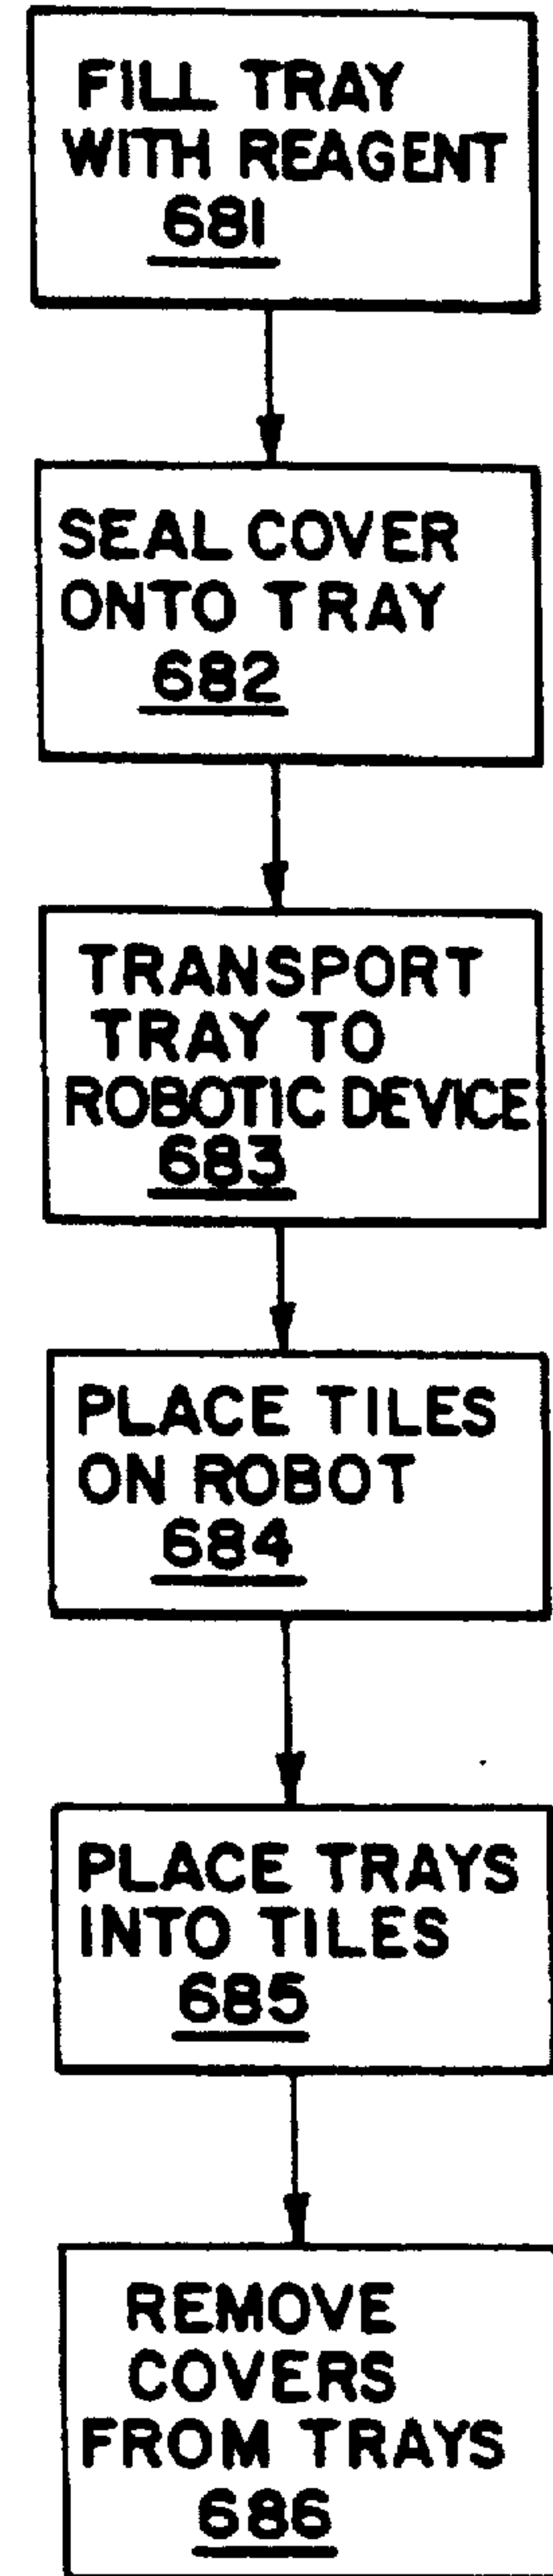 FILL TRAY
WITH REAGENT
681
SEAL COVER
ONTO TRAY
682
TRANSPORT
TRAY TO
ROBOTIC DEVICE
683
PLACE TILES
ON ROBOT
684
PLACE TRAYS
INTO TILES
685
REMOVE
COVERS
FROM TRAYS
686